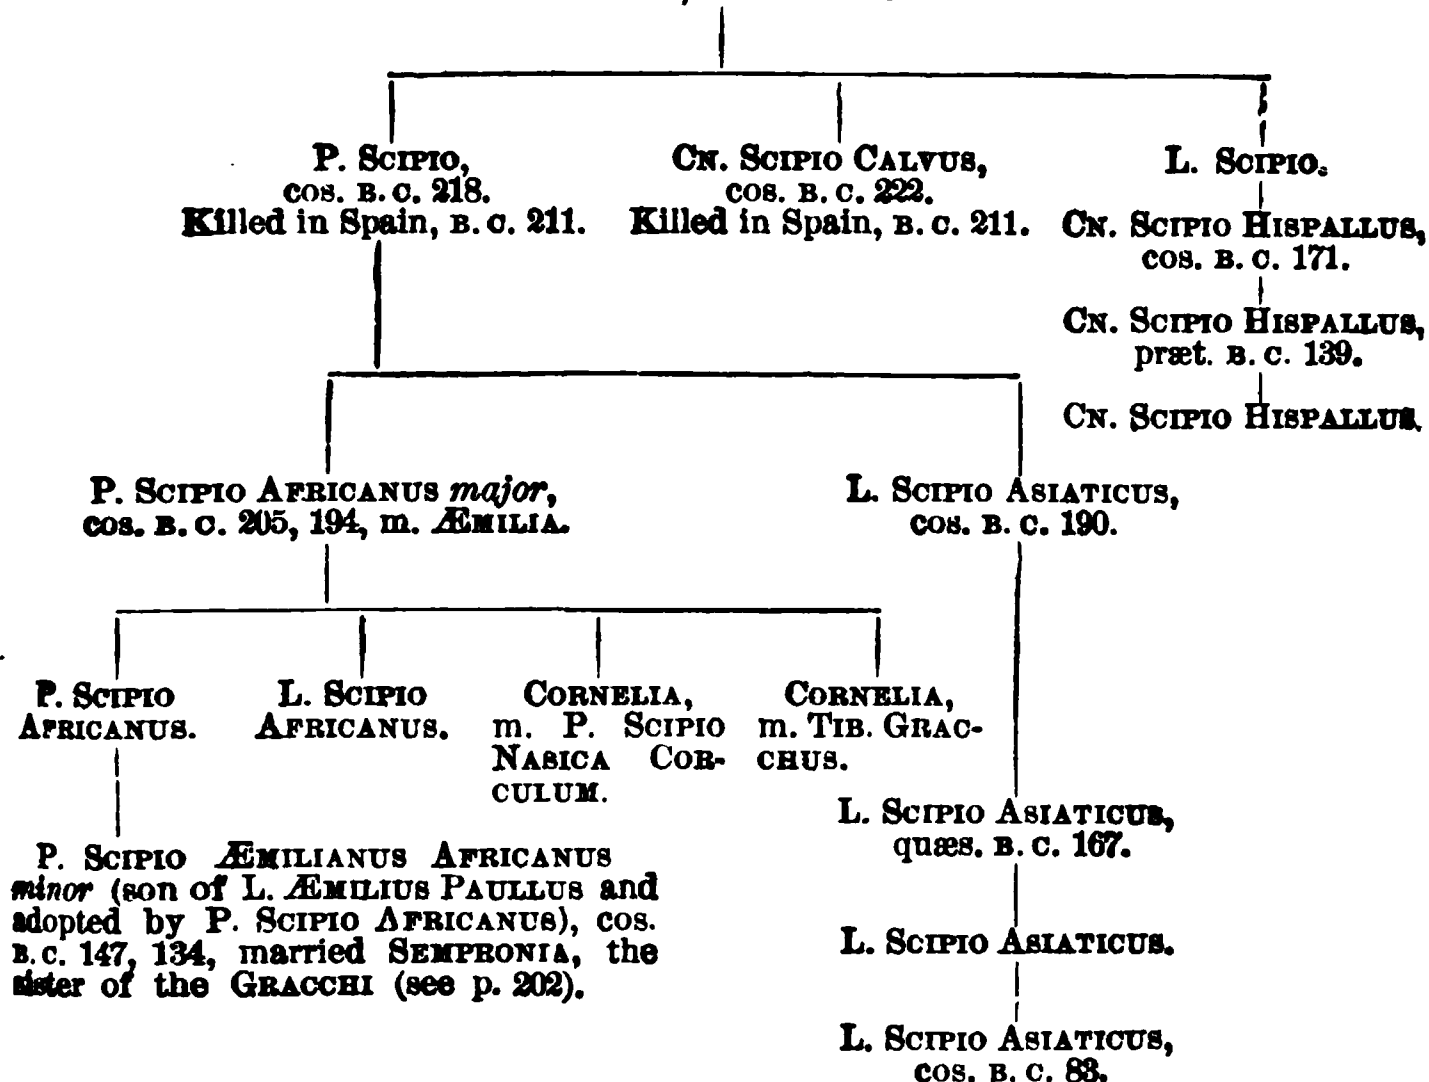 P. SCIPIO,
COS. B. C. 218.
Killed in Spain, B. C. 211.
CN. SCIPIO CALVUS,
COS. B. C. 222.
Killed in Spain, B. C. 211.
L. SCIPIO.
CN. SCIPIO HISPALLUS,
COS. B. C. 171.
CN. SCIPIO HISPALLUS,
præt. B. C. 139.
CN. SCIPIO HISPALLUS.
P. SCIPIO AFRICANUS major,
COS. B. C. 205, 194, m. ÆMILIA.
L. SCIPIO ASIATICUS,
COS. B. C. 190.
P. SCIPIO
AFRICANUS.
L. SCIPIO
AFRICANUS.
CORNELIA,
m. P. SCIPIO
NASICA COR-
CULUM.
CORNELIA,
m. TIB. GRAC-
CHUS.
P. SCIPIO ÆMILIANUS AFRICANUS
minor (son of L. ÆMILIUS PAULLUS and
adopted by P. SCIPIO AFRICANUS), COS.
B. C. 147, 134, married SEMPRONIA, the
sister of the GRACCHI (see p. 202).
L. SCIPIO ASIATICUS,
quæs. B. C. 167.
L. SCIPIO ASIATICUS.
L. SCIPIO ASIATICUS,
COS. B. C. 83.